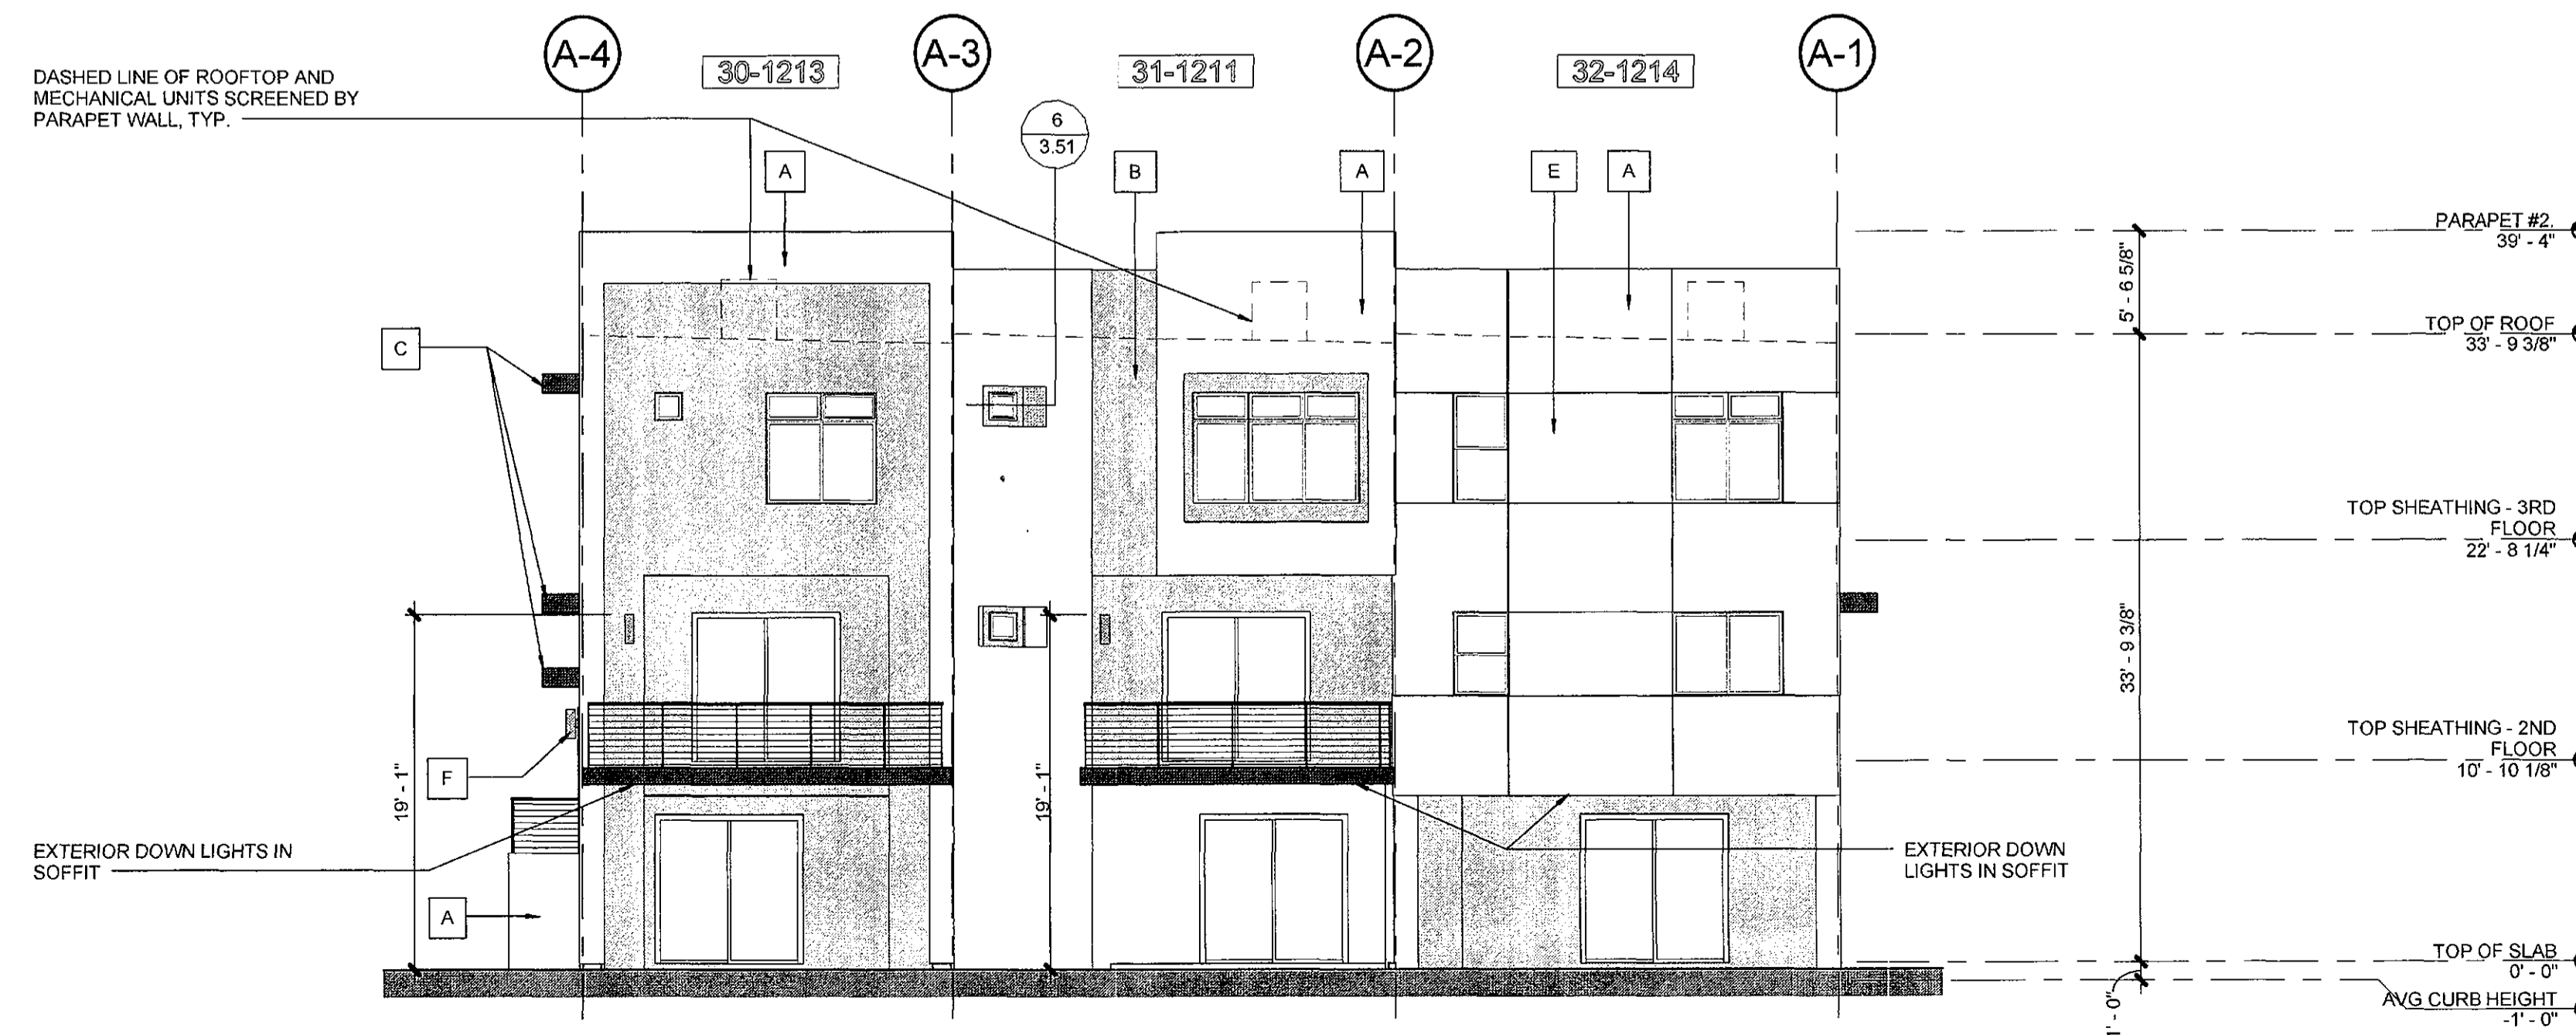 A-4
30-1213
A-3
31-1211
A-2
32-1214
A-1
DASHED LINE OF ROOFTOP AND
MECHANICAL UNITS SCREENED BY
PARAPET WALL, TYP.
6
3.51
A
B
A
E
A
PARAPET #2.
39' - 4"
5' - 6 5/8"
TOP OF ROOF
33' - 9 3/8"
C
TOP SHEATHING - 3RD
FLOOR
22' - 8 1/4"
33' - 9 3/8"
TOP SHEATHING - 2ND
FLOOR
10' - 10 1/8"
F
19' - 1"
19' - 1"
EXTERIOR DOWN LIGHTS IN
SOFFIT
EXTERIOR DOWN
LIGHTS IN SOFFIT
A
TOP OF SLAB
0' - 0"
AVG CURB HEIGHT
-1' - 0"
1' - 0"